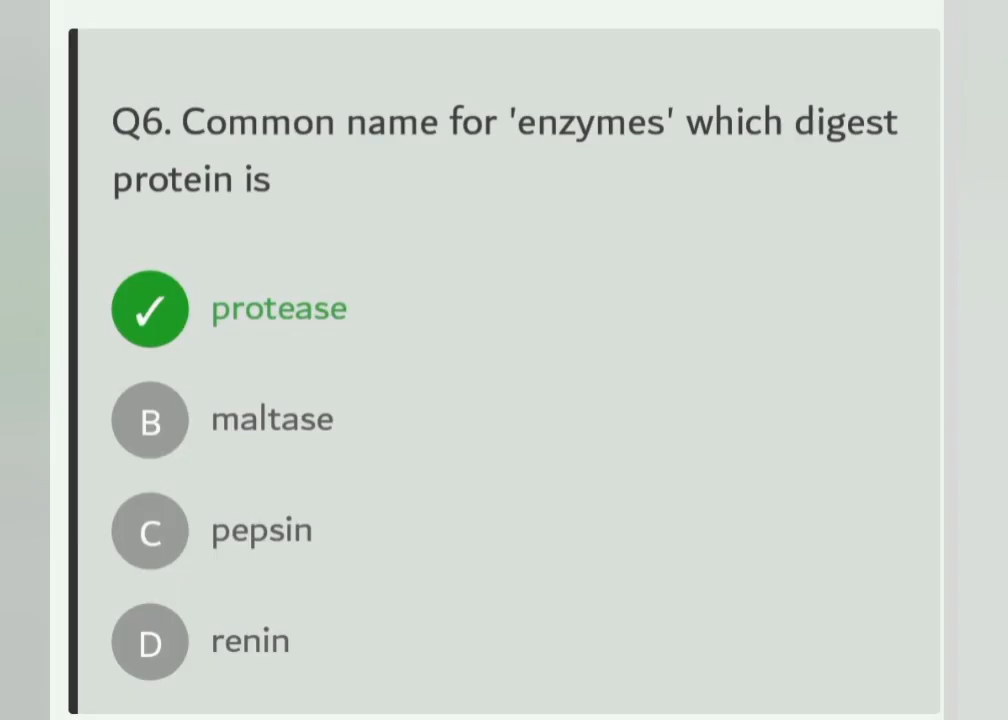 Q6. Common name for 'enzymes' which digest
protein is
✓ protease
B maltase
C pepsin
D renin